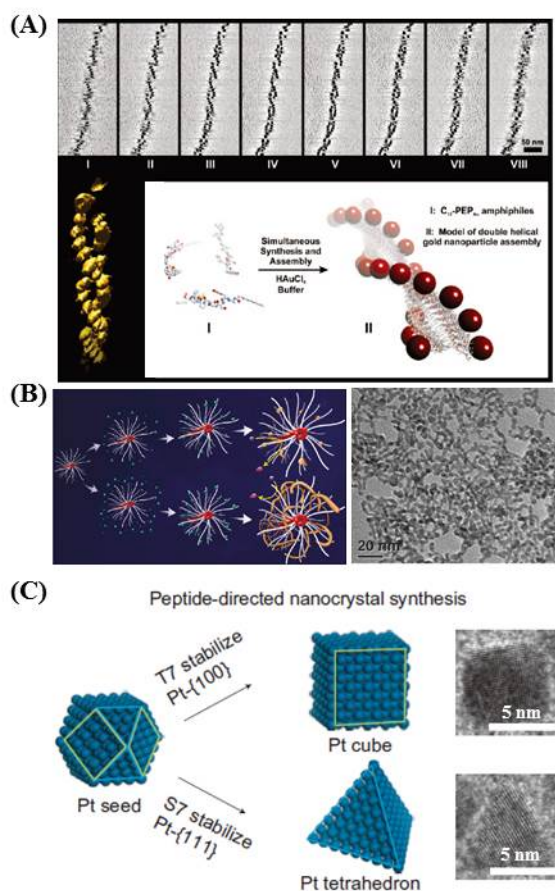 (A)
I II III IV V VI VII VIII
50 nm
Simultaneous
Synthesis and
Assembly
HAuCl₄
Buffer
I
II
I: C₁₂-PEPAu amphiphiles
II: Model of double helical
gold nanoparticle assembly
(B)
20 nm
(C)
Peptide-directed nanocrystal synthesis
T7 stabilize
Pt-{100}
Pt cube
5 nm
Pt seed
S7 stabilize
Pt-{111}
Pt tetrahedron
5 nm